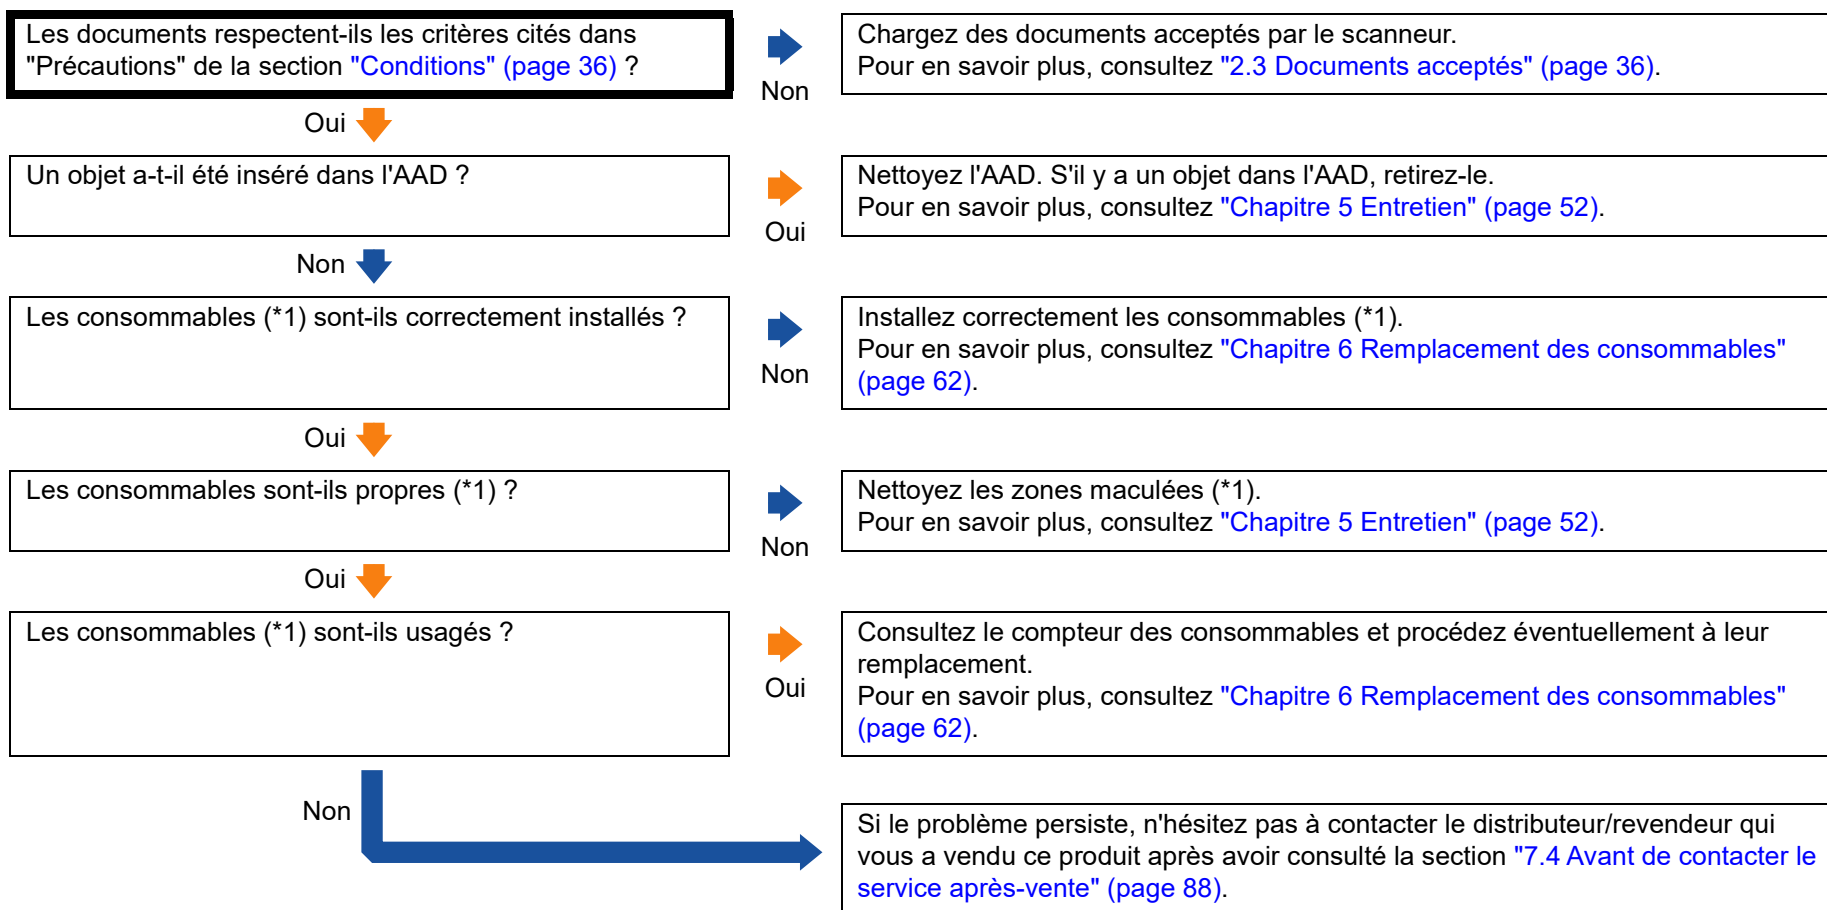 Les documents respectent-ils les critères cités dans
"Précautions" de la section "Conditions" (page 36) ?
Non
Chargez des documents acceptés par le scanneur.
Pour en savoir plus, consultez "2.3 Documents acceptés" (page 36).
Oui
Un objet a-t-il été inséré dans l'AAD ?
Oui
Nettoyez l'AAD. S'il y a un objet dans l'AAD, retirez-le.
Pour en savoir plus, consultez "Chapitre 5 Entretien" (page 52).
Non
Les consommables (*1) sont-ils correctement installés ?
Non
Installez correctement les consommables (*1).
Pour en savoir plus, consultez "Chapitre 6 Remplacement des consommables"
(page 62).
Oui
Les consommables sont-ils propres (*1) ?
Non
Nettoyez les zones maculées (*1).
Pour en savoir plus, consultez "Chapitre 5 Entretien" (page 52).
Oui
Les consommables (*1) sont-ils usagés ?
Oui
Consultez le compteur des consommables et procédez éventuellement à leur
remplacement.
Pour en savoir plus, consultez "Chapitre 6 Remplacement des consommables"
(page 62).
Non
Si le problème persiste, n'hésitez pas à contacter le distributeur/revendeur qui
vous a vendu ce produit après avoir consulté la section "7.4 Avant de contacter le
service après-vente" (page 88).